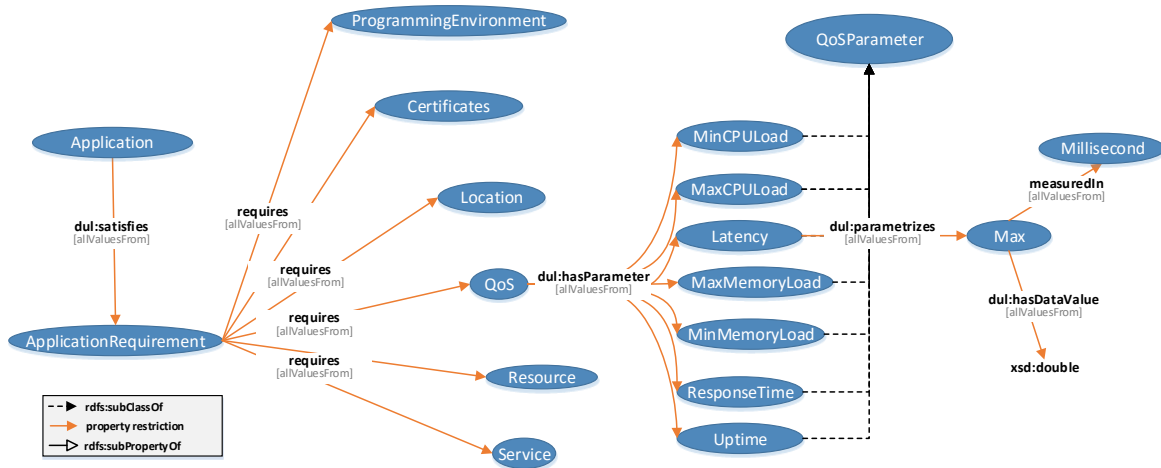 ProgrammingEnvironment
QoSParameter
Certificates
Application
MinCPULoad
Millisecond
measuredIn
[allValuesFrom]
MaxCPULoad
Location
requires
[allValuesFrom]
dul:satisfies
[allValuesFrom]
dul:parametrizes
[allValuesFrom]
Latency
Max
requires
[allValuesFrom]
dul:hasParameter
[allValuesFrom]
QoS
MaxMemoryLoad
dul:hasDataValue
[allValuesFrom]
requires
[allValuesFrom]
MinMemoryLoad
ApplicationRequirement
requires
[allValuesFrom]
xsd:double
Resource
ResponseTime
rdfs:subClassOf
property restriction
rdfs:subPropertyOf
Uptime
Service